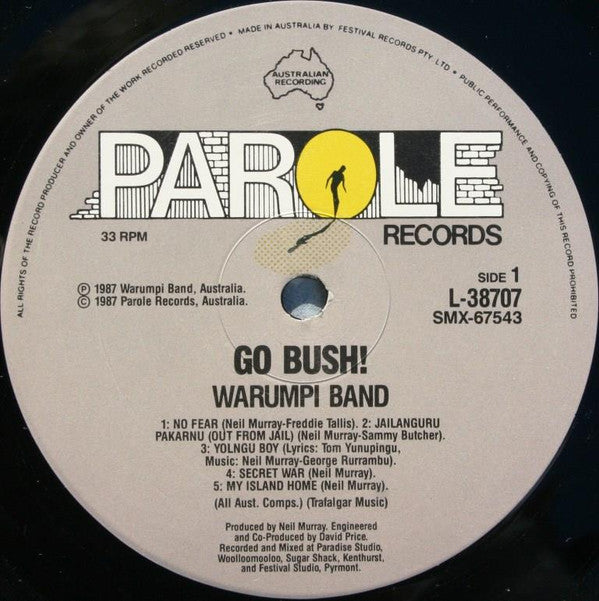 ALL RIGHTS OF THE RECORD PRODUCER AND OWNER OF THE WORK RECORDED RESERVED • MADE IN AUSTRALIA BY FESTIVAL RECORDS PTY. LTD • PUBLIC PERFORMANCE AND COPYING OF THIS RECORD PROHIBITED
AUSTRALIAN
RECORDING
PAROLE
33 RPM
RECORDS
SIDE 1
Ⓟ 1987 Warumpi Band, Australia.
© 1987 Parole Records, Australia.
L-38707
SMX-67543
GO BUSH!
WARUMPI BAND
1: NO FEAR (Neil Murray-Freddie Tallis). 2: JAILANGURU
PAKARNU (OUT FROM JAIL) (Neil Murray-Sammy Butcher).
3: YOLNGU BOY (Lyrics: Tom Yunupingu,
Music: Neil Murray-George Rurrambu).
4: SECRET WAR (Neil Murray).
5: MY ISLAND HOME (Neil Murray).
(All Aust. Comps.) (Trafalgar Music)
Produced by Neil Murray. Engineered
and Co-Produced by David Price.
Recorded and Mixed at Paradise Studio,
Woolloomooloo, Sugar Shack, Kenthurst,
and Festival Studio, Pyrmont.